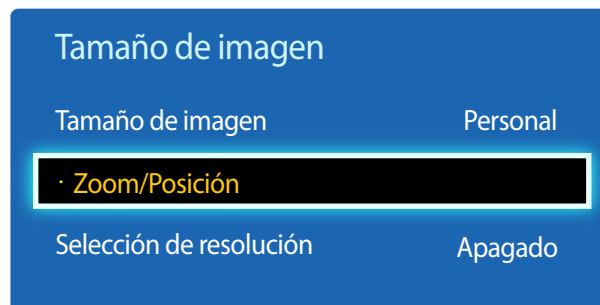 Tamaño de imagen
Tamaño de imagen Personal
· Zoom/Posición
Selección de resolución Apagado